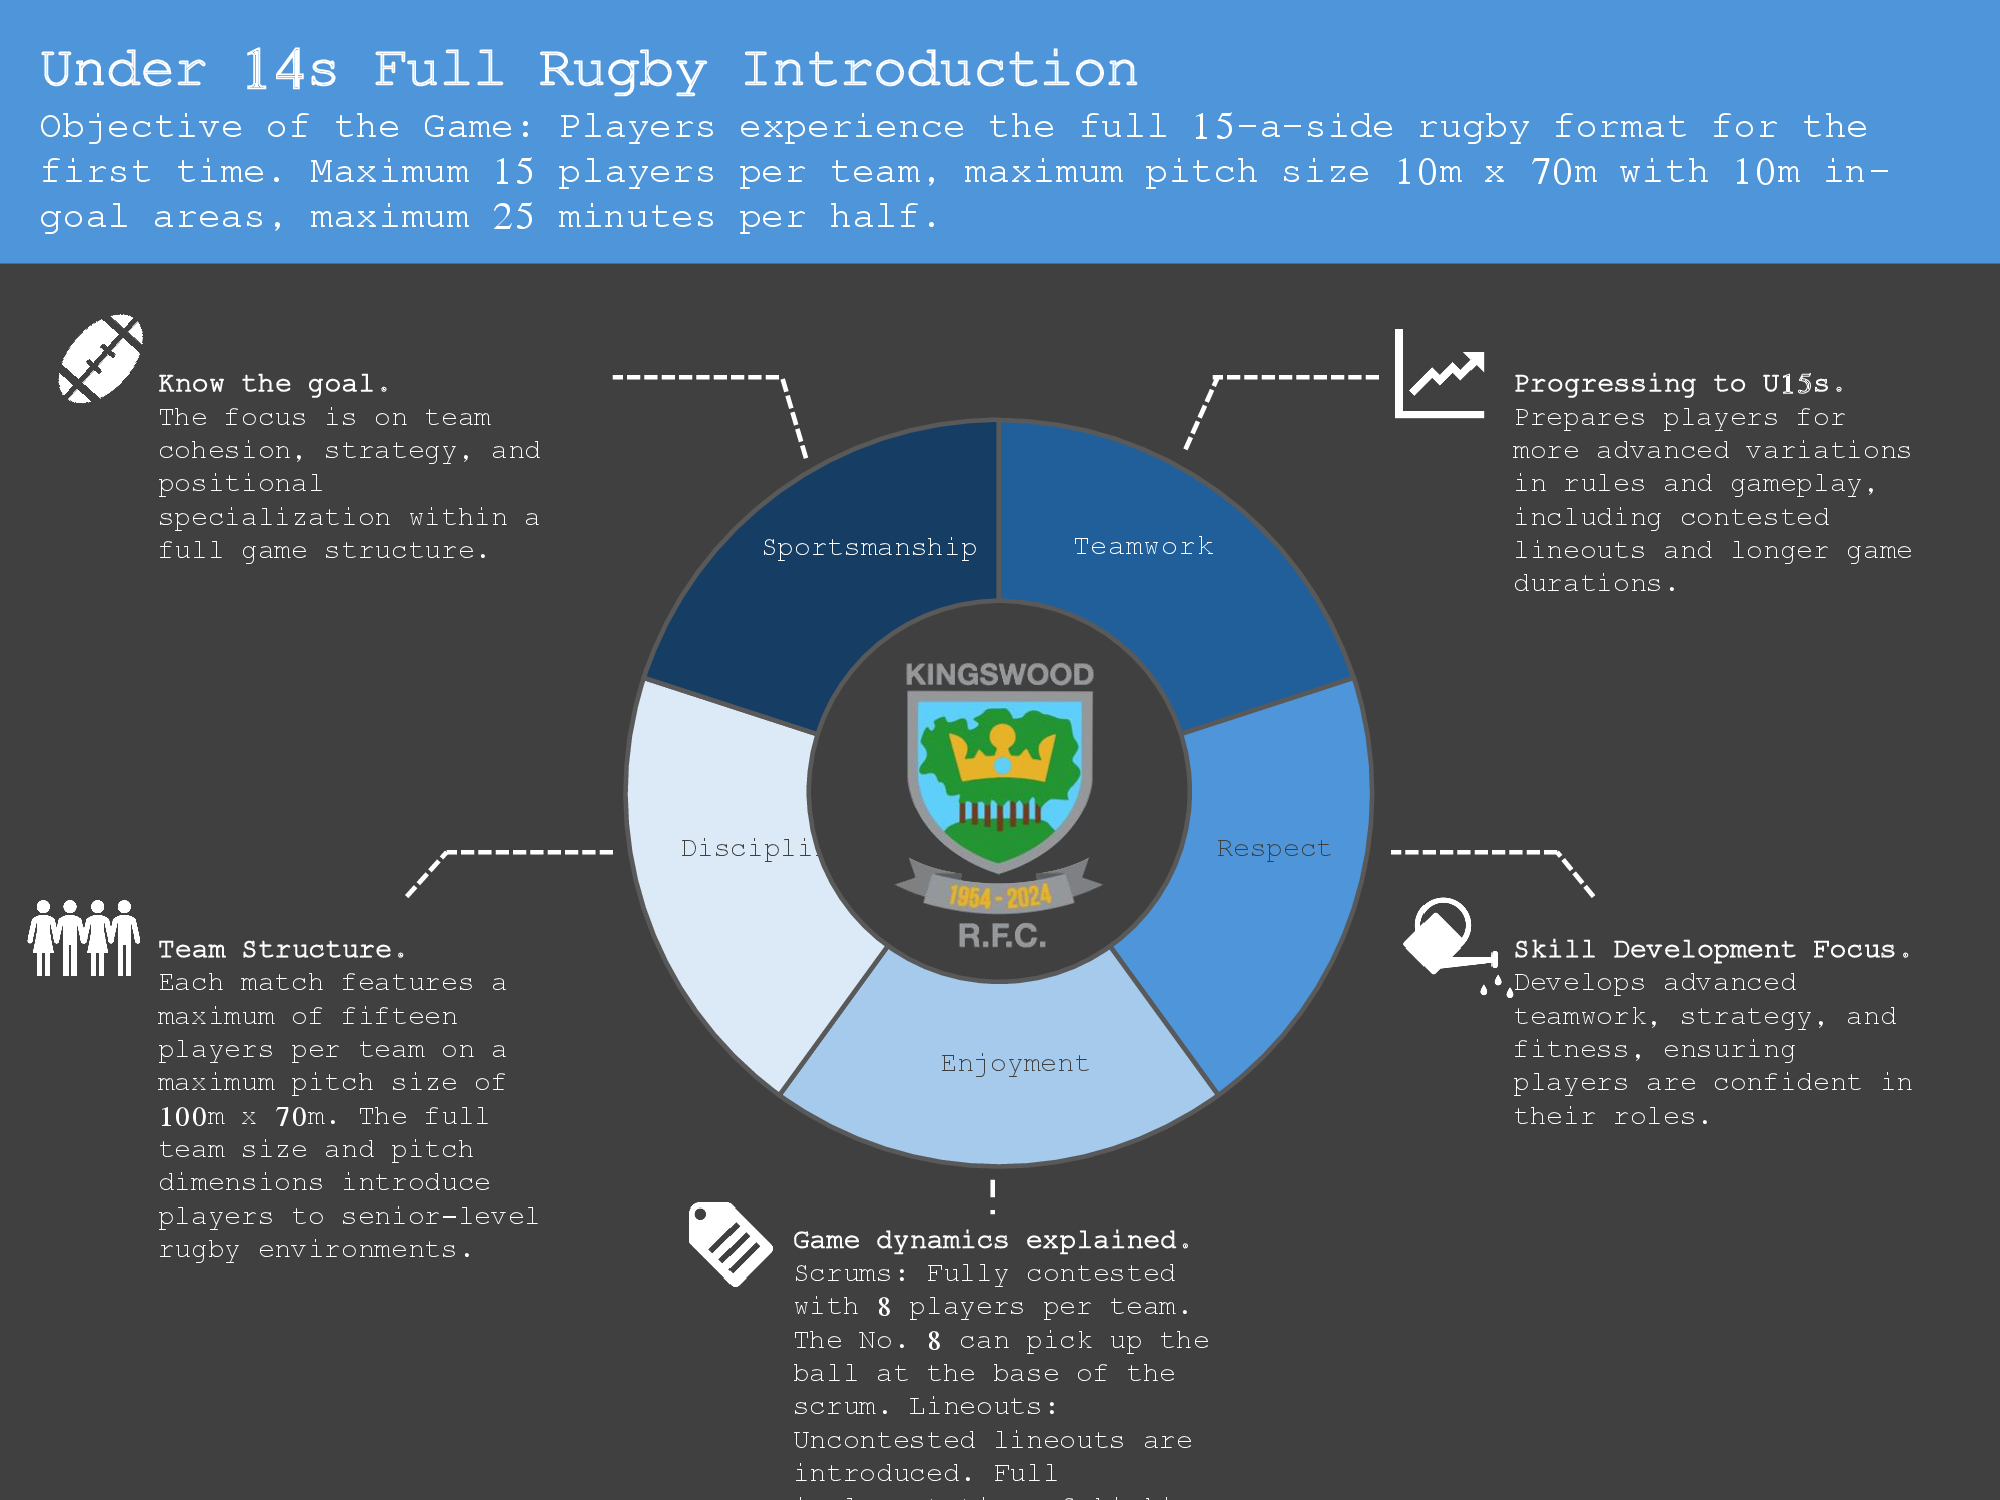 Under 14s Full Rugby Introduction
Objective of the Game: Players experience the full 15-a-side rugby format for the
first time. Maximum 15 players per team, maximum pitch size 10m x 70m with 10m in-
goal areas, maximum 25 minutes per half.
Know the goal.
The focus is on team
cohesion, strategy, and
positional
specialization within a
full game structure.
Progressing to U15s.
Prepares players for
more advanced variations
in rules and gameplay,
including contested
lineouts and longer game
durations.
Sportsmanship
Teamwork
KINGSWOOD
Respect
1954 - 2024
R.F.C.
Enjoyment
Team Structure.
Each match features a
maximum of fifteen
players per team on a
maximum pitch size of
100m x 70m. The full
team size and pitch
dimensions introduce
players to senior-level
rugby environments.
Skill Development Focus.
Develops advanced
teamwork, strategy, and
fitness, ensuring
players are confident in
their roles.
Game dynamics explained.
Scrums: Fully contested
with 8 players per team.
The No. 8 can pick up the
ball at the base of the
scrum. Lineouts:
Uncontested lineouts are
introduced. Full